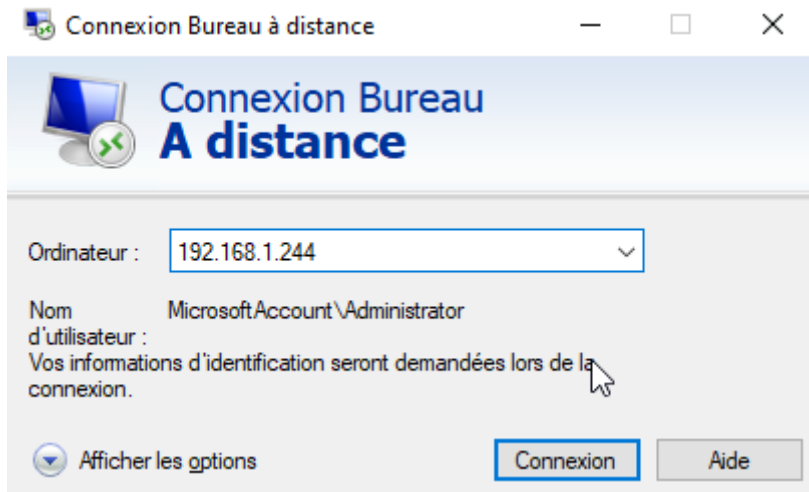 Connexion Bureau à distance
Connexion Bureau
A distance
Ordinateur : 192.168.1.244
Nom MicrosoftAccount\Administrator
d'utilisateur :
Vos informations d'identification seront demandées lors de la
connexion.
Afficher les options Connexion Aide